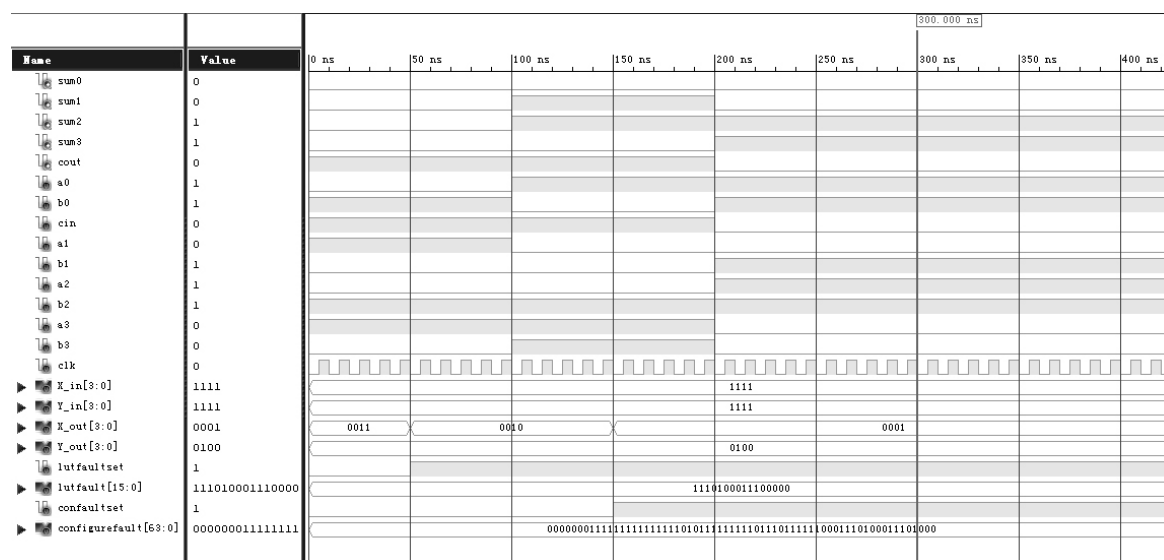 300.000 ns
Name Value 0 ns 50 ns 100 ns 150 ns 200 ns 250 ns 300 ns 350 ns 400 ns
sum0 0
sum1 0
sum2 1
sum3 1
cout 0
a0 1
b0 1
cin 0
a1 0
b1 1
a2 1
b2 1
a3 0
b3 0
clk 0
X_in[3:0] 1111 1111
Y_in[3:0] 1111 1111
X_out[3:0] 0001 0011 0010 0001
Y_out[3:0] 0100 0100
lutfaultset 1
lutfault[15:0] 111010001110000 1110100011100000
confaultset 1
configurefault[63:0] 000000011111111